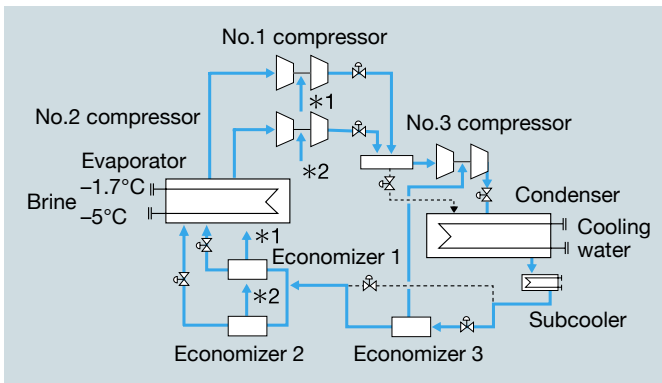 No.1 compressor
∗1
No.2 compressor
No.3 compressor
∗2
Evaporator
–1.7°C
Brine
–5°C
Condenser
Cooling
water
∗1
Economizer 1
∗2
Subcooler
Economizer 2
Economizer 3